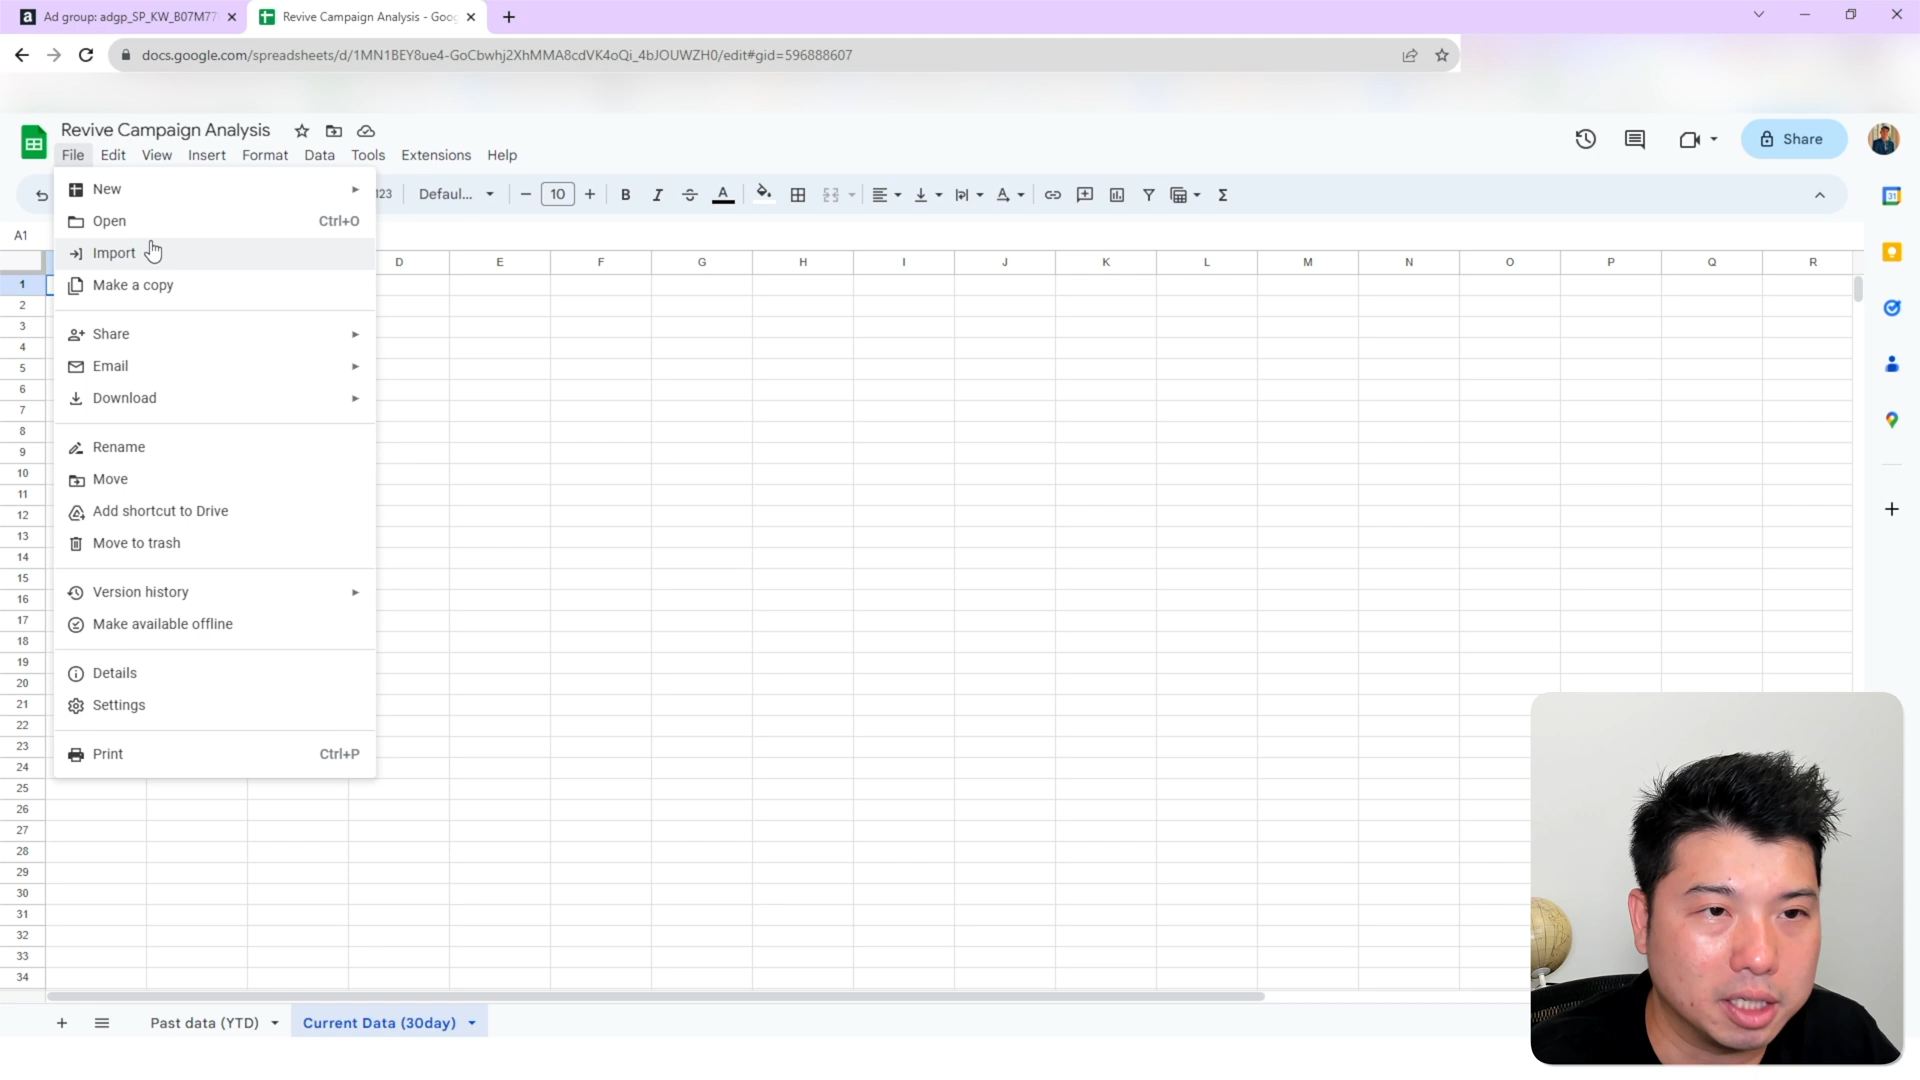 Ad group: adgp_SP_KW_B07M77
Revive Campaign Analysis - Goog
docs.google.com/spreadsheets/d/1MN1BEY8ue4-GoCbwhj2XhMMA8cdVK4oQi_4bJOUWZH0/edit#gid=596888607
Revive Campaign Analysis
File Edit View Insert Format Data Tools Extensions Help
Share
123 Defaul... 10 B I A Σ
A1
D E F G H I J K L M N O P Q R
New
Open Ctrl+O
Import
Make a copy
Share
Email
Download
Rename
Move
Add shortcut to Drive
Move to trash
Version history
Make available offline
Details
Settings
Print Ctrl+P
1
2
3
4
5
6
7
8
9
10
11
12
13
14
15
16
17
18
19
20
21
22
23
24
25
26
27
28
29
30
31
32
33
34
31
Past data (YTD) Current Data (30day)